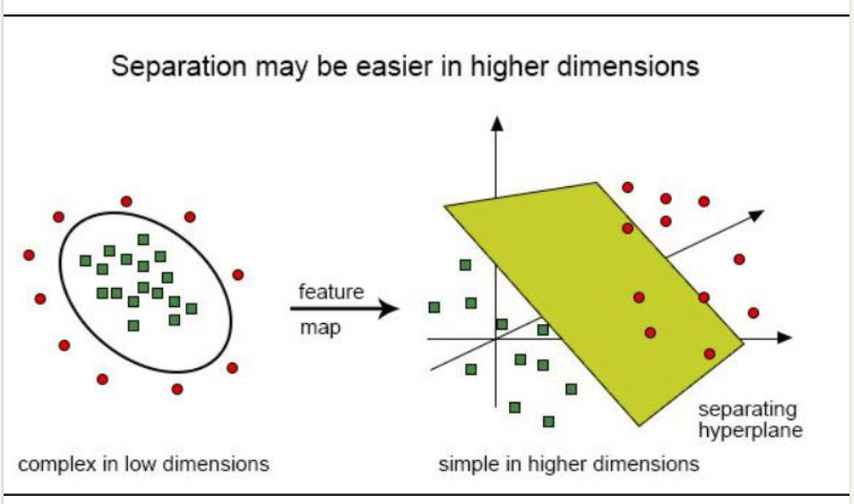 Separation may be easier in higher dimensions
feature
map
separating
hyperplane
complex in low dimensions
simple in higher dimensions